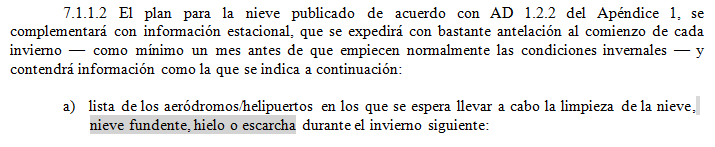 7.1.1.2 El plan para la nieve publicado de acuerdo con AD 1.2.2 del Apéndice 1, se
complementará con información estacional, que se expedirá con bastante antelación al comienzo de cada
invierno — como mínimo un mes antes de que empiecen normalmente las condiciones invernales — y
contendrá información como la que se indica a continuación:
a) lista de los aeródromos/helipuertos en los que se espera llevar a cabo la limpieza de la nieve,
nieve fundente, hielo o escarcha durante el invierno siguiente: